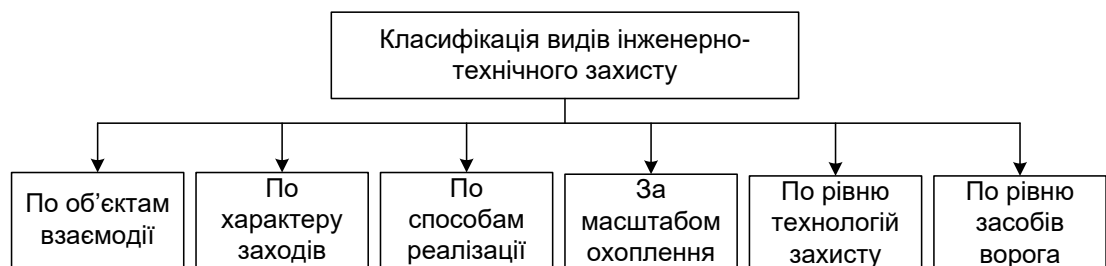 Класифікація видів інженерно-
технічного захисту
По об’єктам
взаємодії
По
характеру
заходів
По
способам
реалізації
За
масштабом
охоплення
По рівню
технологій
захисту
По рівню
засобів
ворога